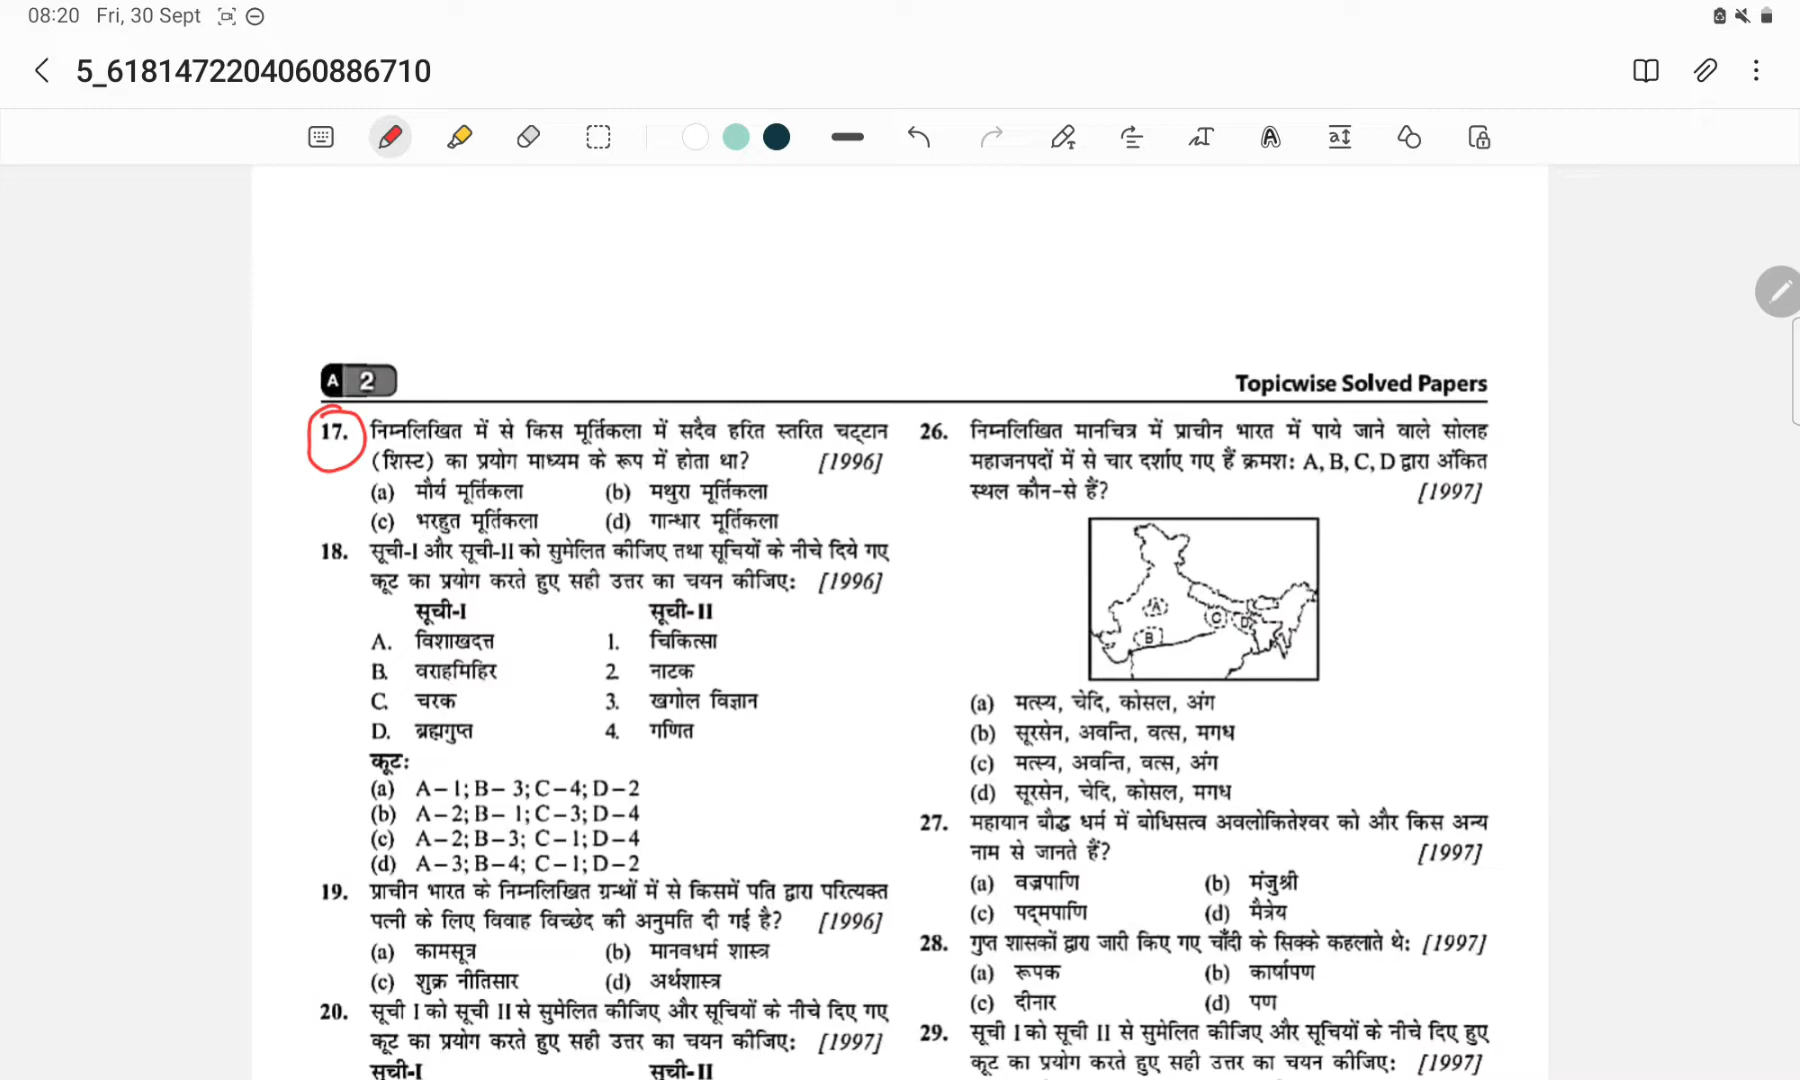 08:20 Fri, 30 Sept
5_6181472204060886710
A 2
Topicwise Solved Papers
17. निम्नलिखित में से किस मूर्तिकला में सदैव हरित स्तरित चट्टान
(शिस्ट) का प्रयोग माध्यम के रूप में होता था? [1996]
(a) मौर्य मूर्तिकला (b) मथुरा मूर्तिकला
(c) भरहुत मूर्तिकला (d) गान्धार मूर्तिकला
18. सूची-I और सूची-II को सुमेलित कीजिए तथा सूचियों के नीचे दिये गए
कूट का प्रयोग करते हुए सही उत्तर का चयन कीजिए: [1996]
सूची-I सूची-II
A. विशाखदत्त 1. चिकित्सा
B. वराहमिहिर 2. नाटक
C. चरक 3. खगोल विज्ञान
D. ब्रह्मगुप्त 4. गणित
कूट:
(a) A–1; B–3; C–4; D–2
(b) A–2; B–1; C–3; D–4
(c) A–2; B–3; C–1; D–4
(d) A–3; B–4; C–1; D–2
19. प्राचीन भारत के निम्नलिखित ग्रन्थों में से किसमें पति द्वारा परित्यक्त
पत्नी के लिए विवाह विच्छेद की अनुमति दी गई है? [1996]
(a) कामसूत्र (b) मानवधर्म शास्त्र
(c) शुक्र नीतिसार (d) अर्थशास्त्र
20. सूची I को सूची II से सुमेलित कीजिए और सूचियों के नीचे दिए गए
कूट का प्रयोग करते हुए सही उत्तर का चयन कीजिए: [1997]
सूची-I सूची-II
26. निम्नलिखित मानचित्र में प्राचीन भारत में पाये जाने वाले सोलह
महाजनपदों में से चार दर्शाए गए हैं क्रमश: A, B, C, D द्वारा अंकित
स्थल कौन-से हैं? [1997]
A
B
C
D
(a) मत्स्य, चेदि, कोसल, अंग
(b) सूरसेन, अवन्ति, वत्स, मगध
(c) मत्स्य, अवन्ति, वत्स, अंग
(d) सूरसेन, चेदि, कोसल, मगध
27. महायान बौद्ध धर्म में बोधिसत्व अवलोकितेश्वर को और किस अन्य
नाम से जानते हैं? [1997]
(a) वज्रपाणि (b) मंजुश्री
(c) पद्मपाणि (d) मैत्रेय
28. गुप्त शासकों द्वारा जारी किए गए चाँदी के सिक्के कहलाते थे: [1997]
(a) रूपक (b) कार्षापण
(c) दीनार (d) पण
29. सूची I को सूची II से सुमेलित कीजिए और सूचियों के नीचे दिए हुए
कूट का प्रयोग करते हुए सही उत्तर का चयन कीजिए: [1997]